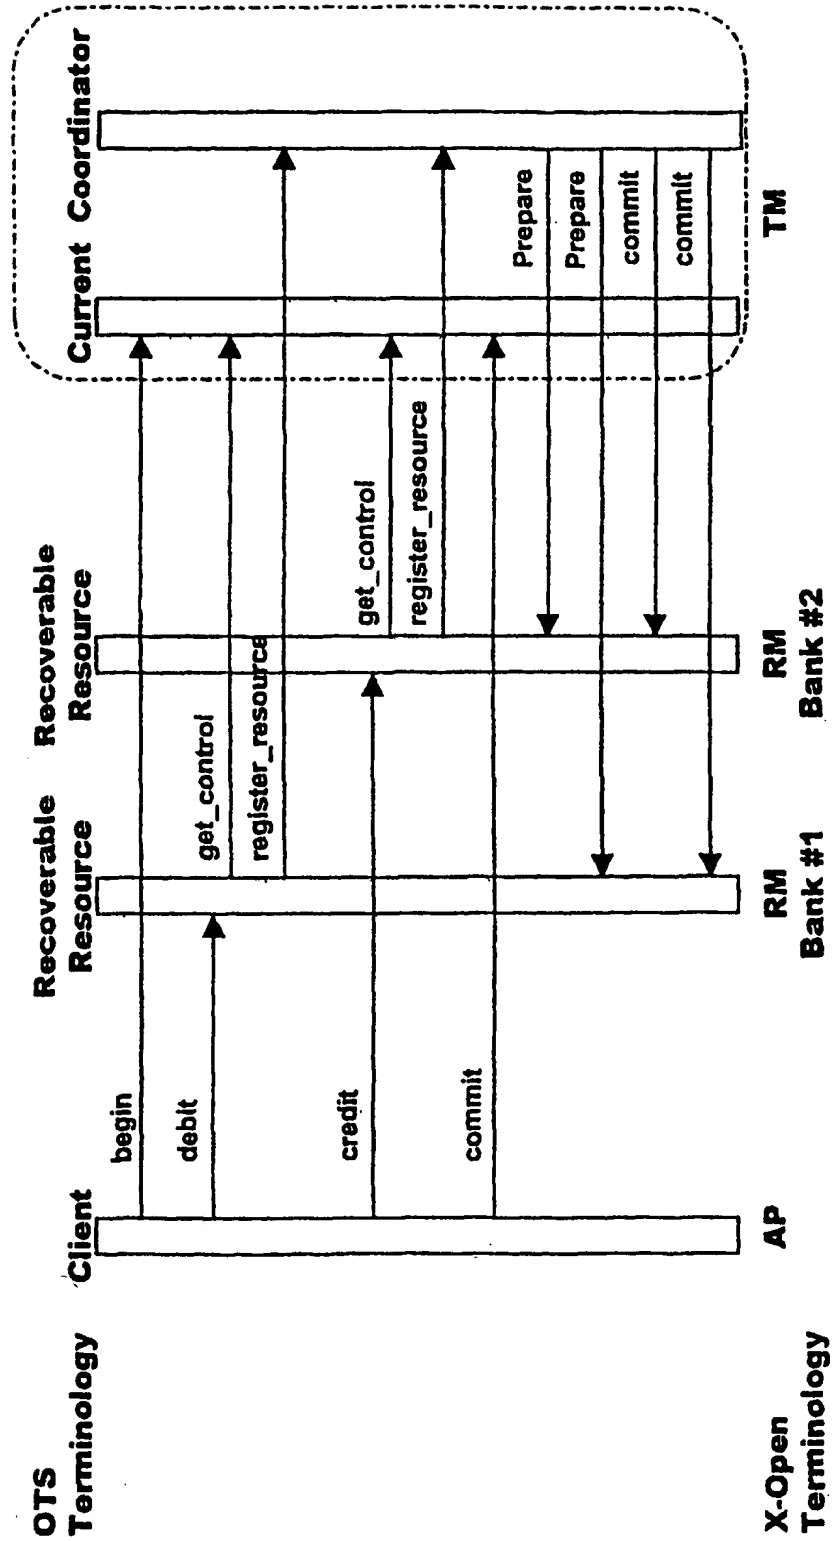 OTS
Terminology
Client
Recoverable
Resource
Recoverable
Resource
Current
Coordinator
begin
debit
get_control
register_resource
credit
get_control
register_resource
commit
Prepare
Prepare
commit
commit
X-Open
Terminology
AP
RM
Bank #1
RM
Bank #2
TM